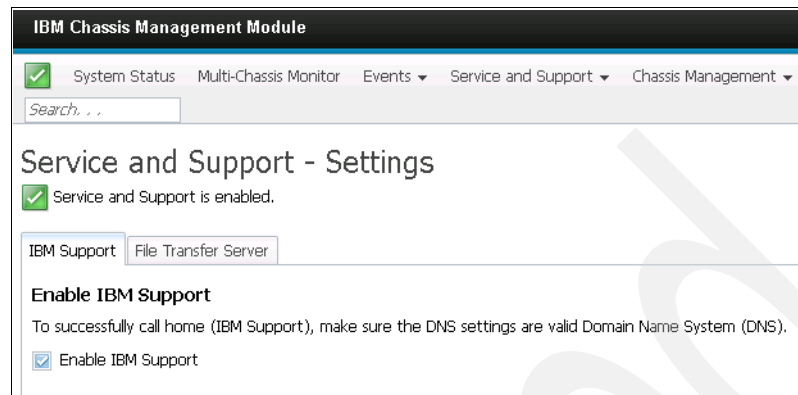 IBM Chassis Management Module
System Status Multi-Chassis Monitor Events Service and Support Chassis Management
Search. . .
Service and Support - Settings
Service and Support is enabled.
IBM Support File Transfer Server
Enable IBM Support
To successfully call home (IBM Support), make sure the DNS settings are valid Domain Name System (DNS).
Enable IBM Support